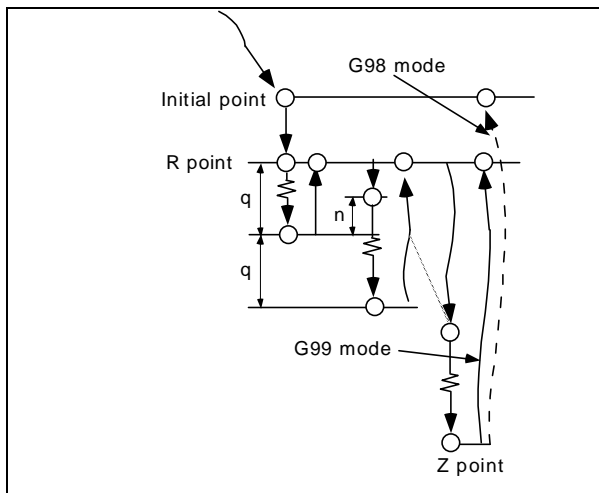 G98 mode
Initial point
R point
q
n
q
G99 mode
Z point